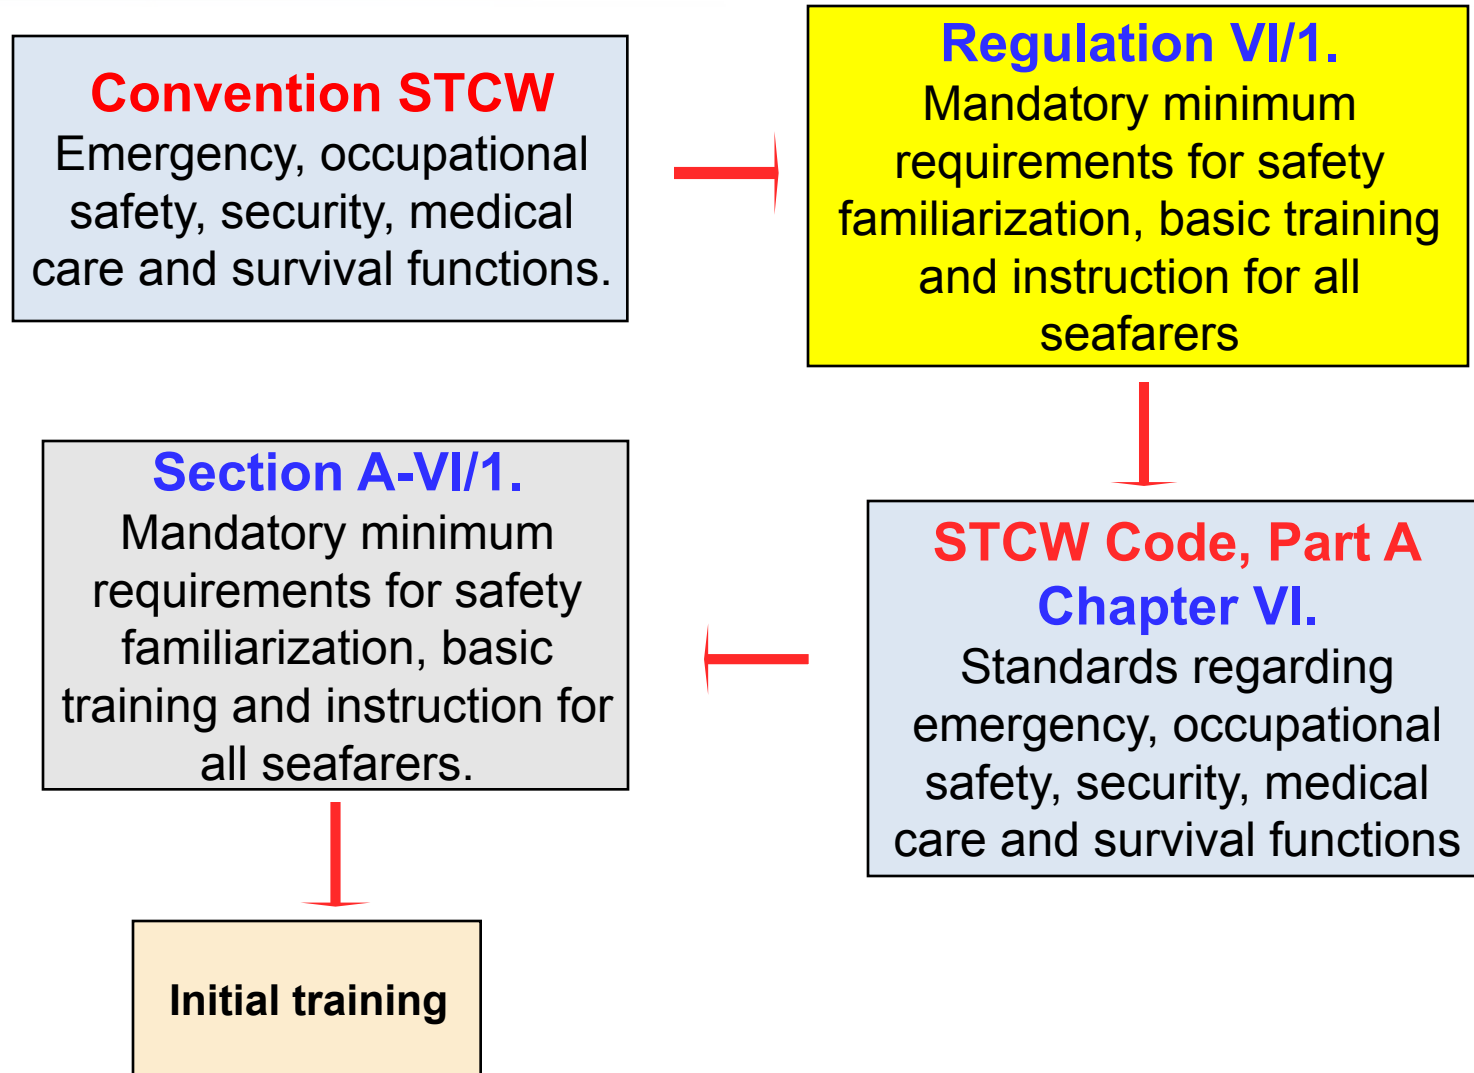 Convention STCW
Emergency, occupational
safety, security, medical
care and survival functions.
Regulation VI/1.
Mandatory minimum
requirements for safety
familiarization, basic training
and instruction for all
seafarers
STCW Code, Part A
Chapter VI.
Standards regarding
emergency, occupational
safety, security, medical
care and survival functions
Section A-VI/1.
Mandatory minimum
requirements for safety
familiarization, basic
training and instruction for
all seafarers.
Initial training